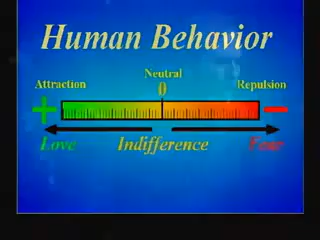 Human Behavior
Attraction Neutral Repulsion
0
+ −
Love Indifference Fear